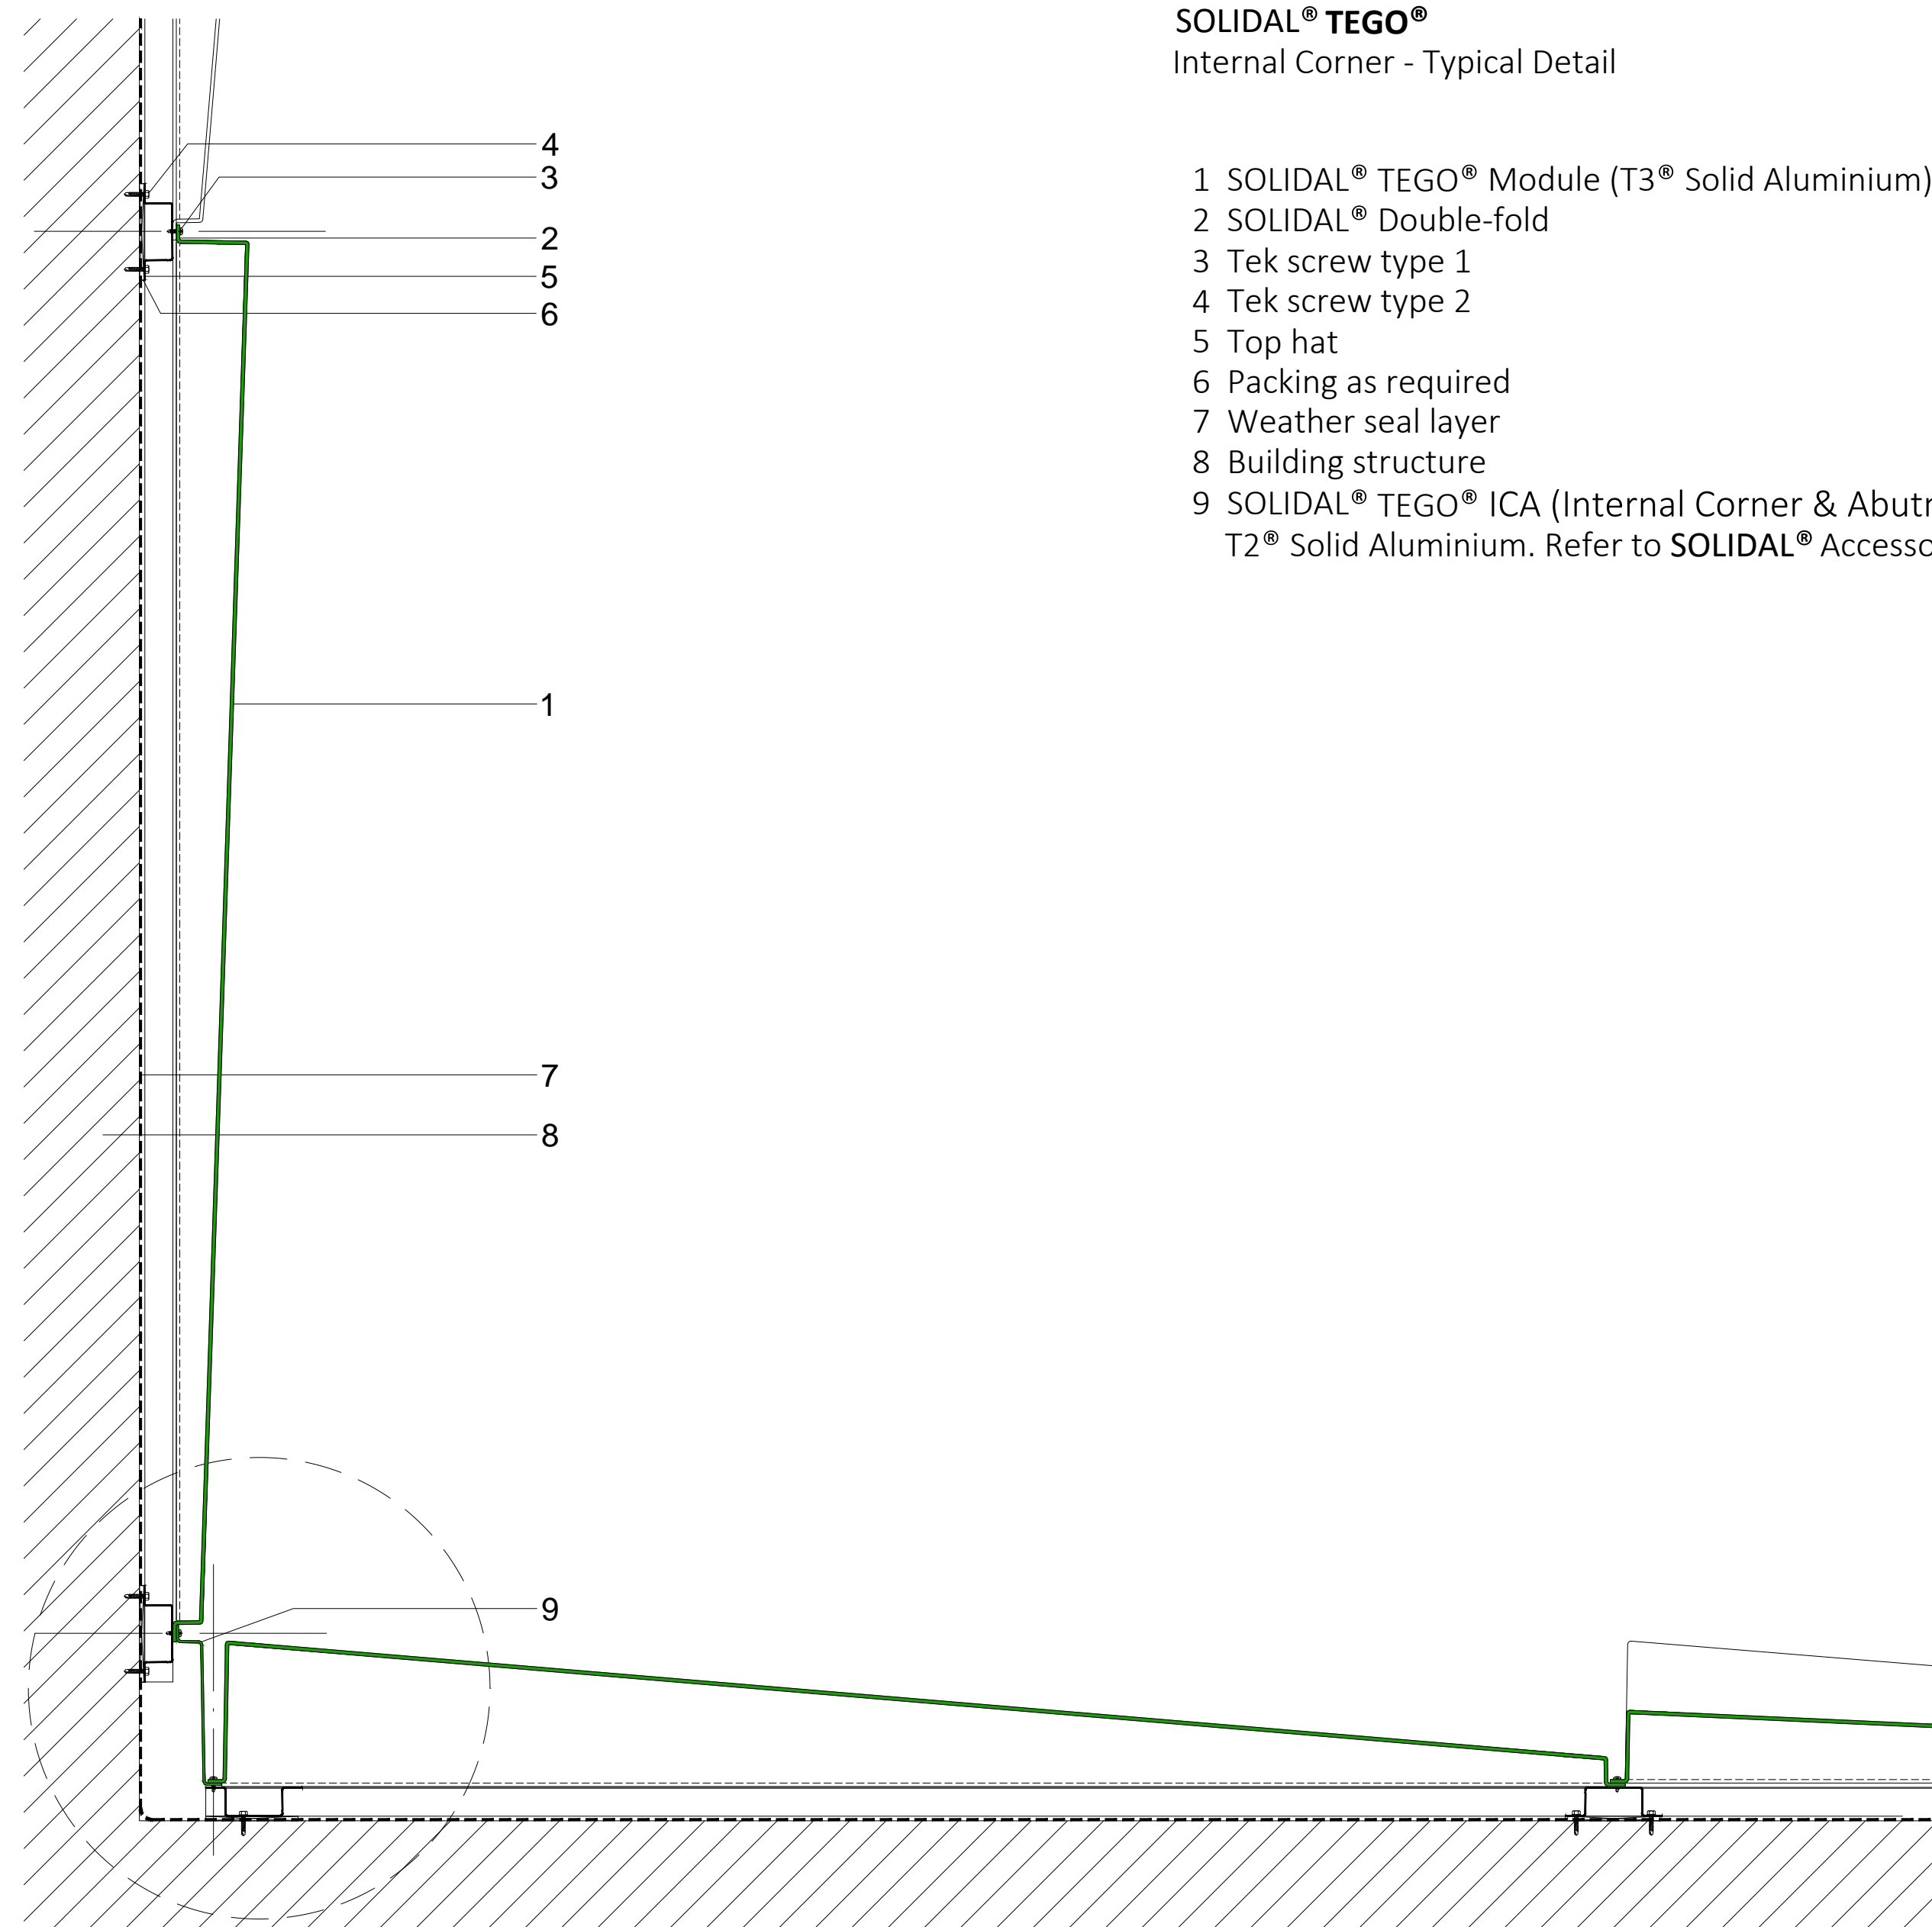 SOLIDAL® TEGO®
Internal Corner - Typical Detail
1 SOLIDAL® TEGO® Module (T3® Solid Aluminium)
2 SOLIDAL® Double-fold
3 Tek screw type 1
4 Tek screw type 2
5 Top hat
6 Packing as required
7 Weather seal layer
8 Building structure
9 SOLIDAL® TEGO® ICA (Internal Corner &
T2® Solid Aluminium. Refer to SOLIDAL®
4
3
2
5
6
1
7
8
9